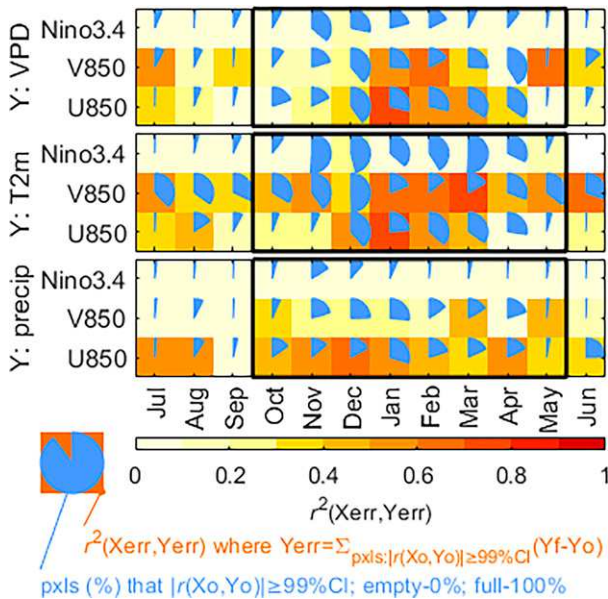 Y: VPD
Nino3.4
V850
U850
Y: T2m
Nino3.4
V850
U850
Y: precip
Nino3.4
V850
U850
Jul Aug Sep Oct Nov Dec Jan Feb Mar Apr May Jun
0 0.2 0.4 0.6 0.8 1
r²(Xerr,Yerr)
r²(Xerr,Yerr) where Yerr=Σpxls:|r(Xo,Yo)|≥99%CI(Yf-Yo)
pxls (%) that |r(Xo,Yo)|≥99%CI; empty-0%; full-100%